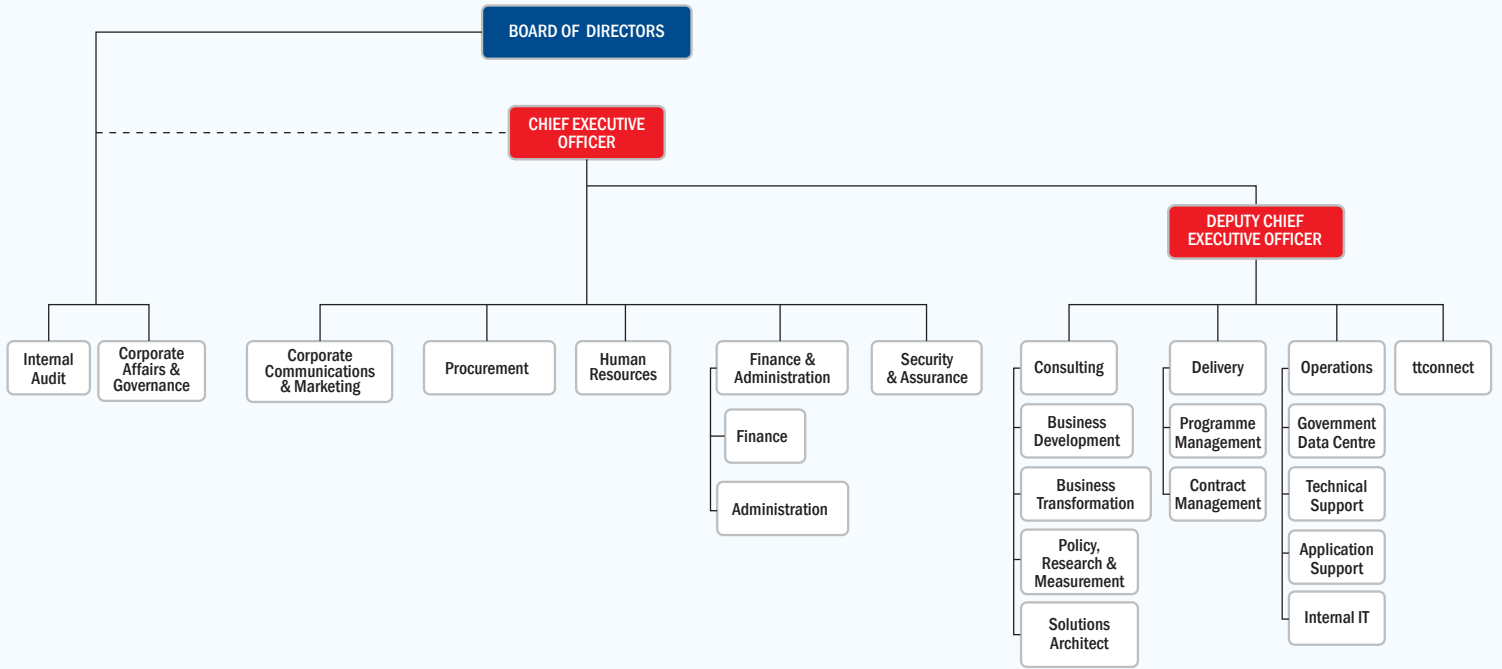 BOARD OF DIRECTORS
CHIEF EXECUTIVE
OFFICER
DEPUTY CHIEF
EXECUTIVE OFFICER
Internal
Audit
Corporate
Affairs &
Governance
Corporate
Communications
& Marketing
Procurement
Human
Resources
Finance &
Administration
Security
& Assurance
Consulting
Delivery
Operations
ttconnect
Finance
Administration
Business
Development
Business
Transformation
Policy,
Research &
Measurement
Solutions
Architect
Programme
Management
Contract
Management
Government
Data Centre
Technical
Support
Application
Support
Internal IT